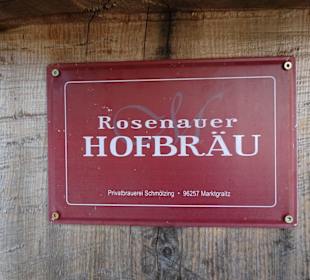 Rosenauer
HOFBRÄU
Privatbrauerei Schmölzing • 96257 Marktgraitz